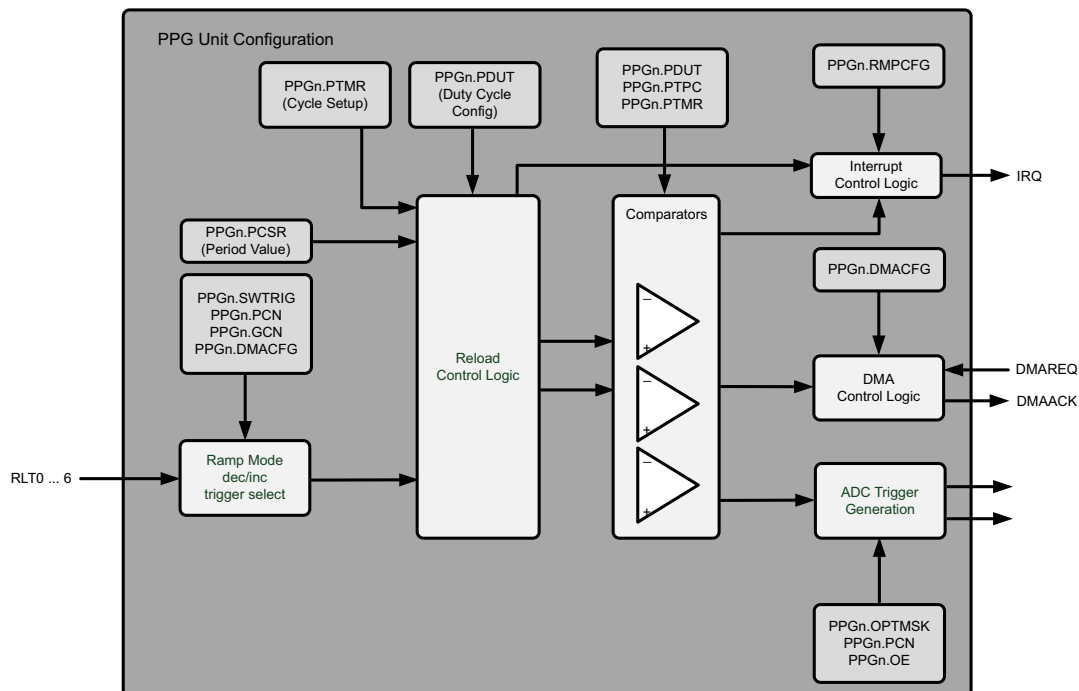 PPG Unit Configuration
PPGn.PTMR
(Cycle Setup)
PPGn.PDUT
(Duty Cycle
Config)
PPGn.PDUT
PPGn.PTPC
PPGn.PTMR
PPGn.RMPCFG
Interrupt
Control Logic
IRQ
Comparators
PPGn.PCSR
(Period Value)
PPGn.DMACFG
PPGn.SWTRIG
PPGn.PCN
PPGn.GCN
PPGn.DMACFG
−
+
Reload
Control Logic
DMA
Control Logic
DMAREQ
DMAACK
−
+
Ramp Mode
dec/inc
trigger select
RLT0 ... 6
−
+
ADC Trigger
Generation
PPGn.OPTMSK
PPGn.PCN
PPGn.OE